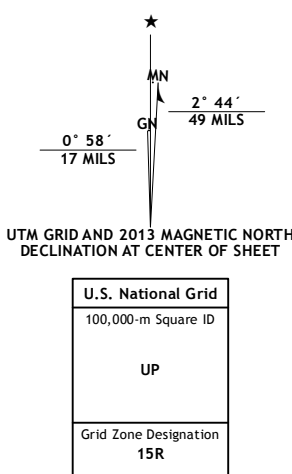 ★
MN
GN
2° 44´
49 MILS
0° 58´
17 MILS
UTM GRID AND 2013 MAGNETIC NORTH
DECLINATION AT CENTER OF SHEET
U.S. National Grid
100,000-m Square ID
UP
Grid Zone Designation
15R